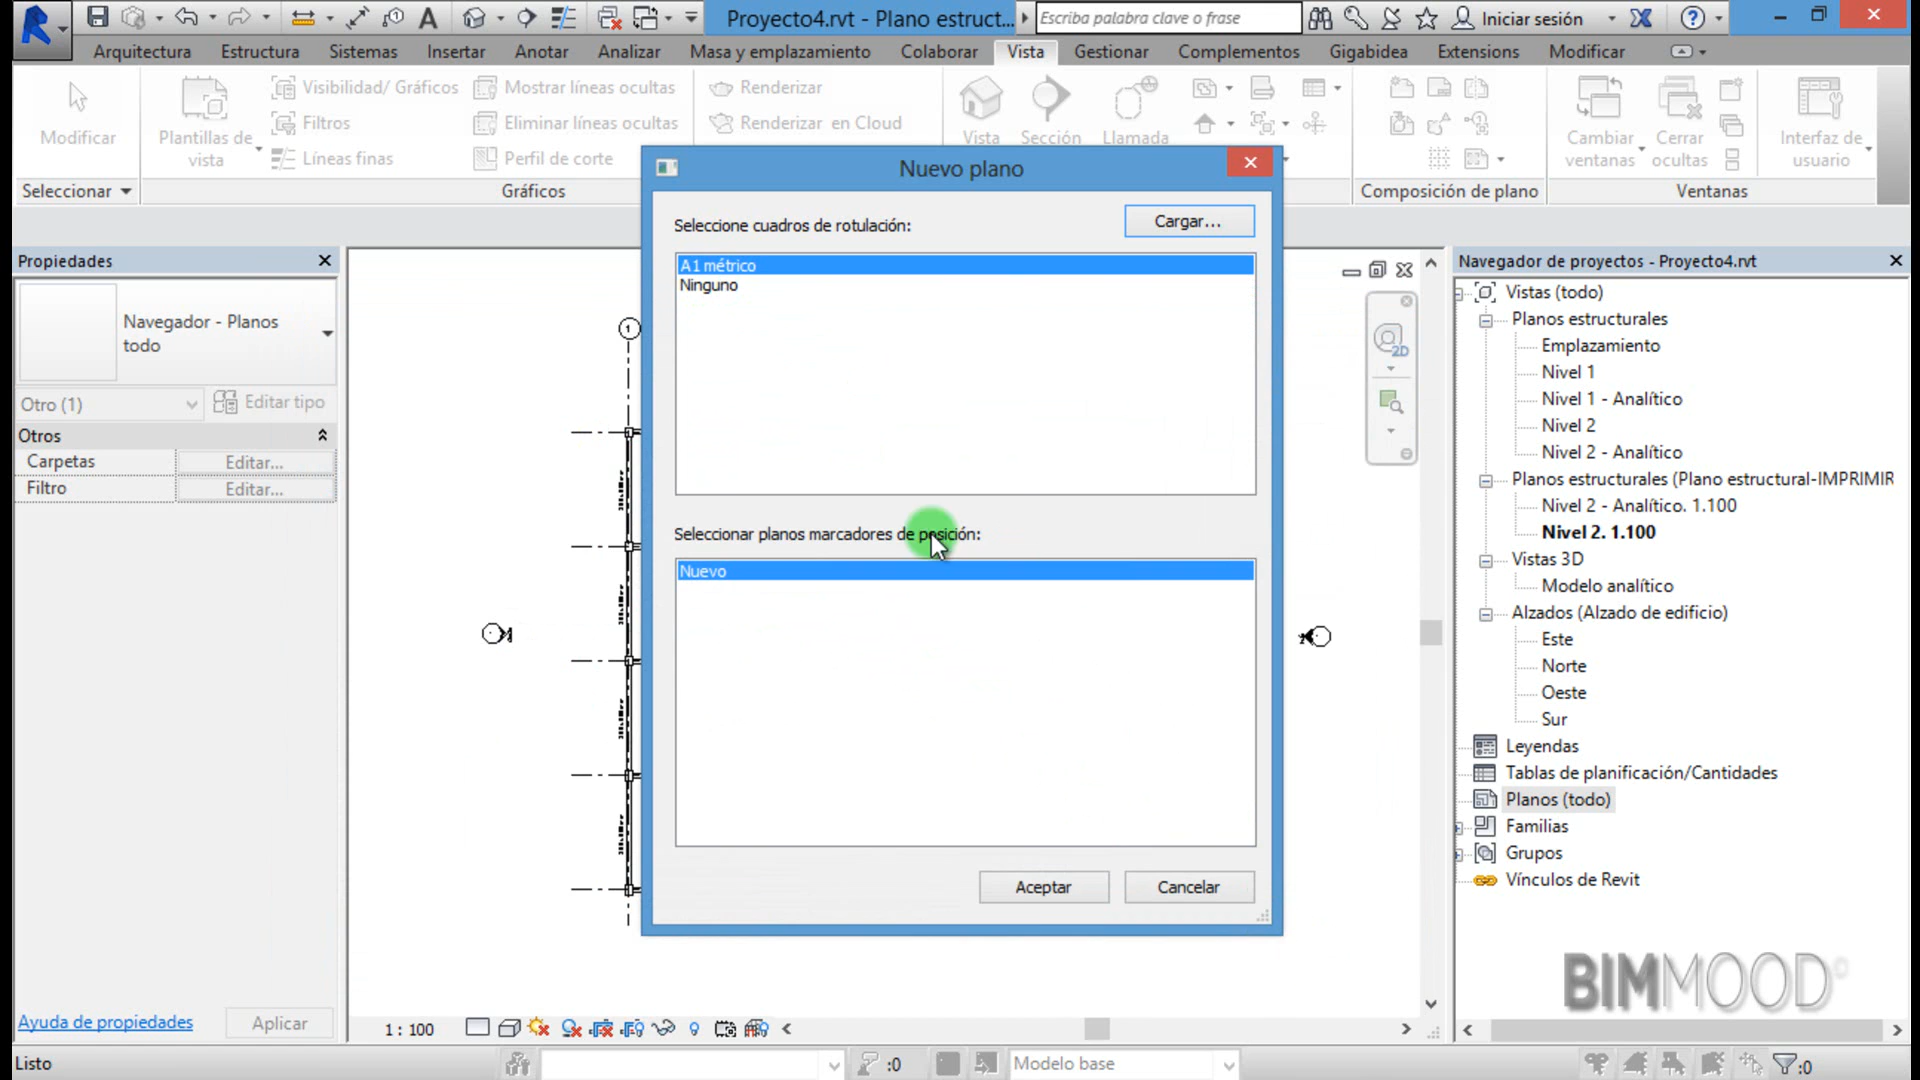 Proyecto4.rvt - Plano estruct...
Escriba palabra clave o frase
Iniciar sesión
Arquitectura
Estructura
Sistemas
Insertar
Anotar
Analizar
Masa y emplazamiento
Colaborar
Vista
Gestionar
Complementos
Gigabidea
Extensions
Modificar
Modificar
Seleccionar
Plantillas de
vista
Visibilidad/ Gráficos
Filtros
Líneas finas
Mostrar líneas ocultas
Eliminar líneas ocultas
Perfil de corte
Gráficos
Renderizar
Renderizar en Cloud
Vista
Sección
Llamada
Composición de plano
Cambiar
ventanas
Cerrar
ocultas
Ventanas
Interfaz de
usuario
Propiedades
Navegador - Planos
todo
Otro (1)
Editar tipo
Otros
Carpetas
Editar...
Filtro
Editar...
Ayuda de propiedades
Aplicar
1
2D
Nuevo plano
Seleccione cuadros de rotulación:
Cargar...
A1 métrico
Ninguno
Seleccionar planos marcadores de posición:
Nuevo
Aceptar
Cancelar
Navegador de proyectos - Proyecto4.rvt
Vistas (todo)
Planos estructurales
Emplazamiento
Nivel 1
Nivel 1 - Analítico
Nivel 2
Nivel 2 - Analítico
Planos estructurales (Plano estructural-IMPRIMIR
Nivel 2 - Analítico. 1.100
Nivel 2. 1.100
Vistas 3D
Modelo analítico
Alzados (Alzado de edificio)
Este
Norte
Oeste
Sur
Leyendas
Tablas de planificación/Cantidades
Planos (todo)
Familias
Grupos
Vínculos de Revit
BIMMOOD
1 : 100
Listo
:0
Modelo base
:0